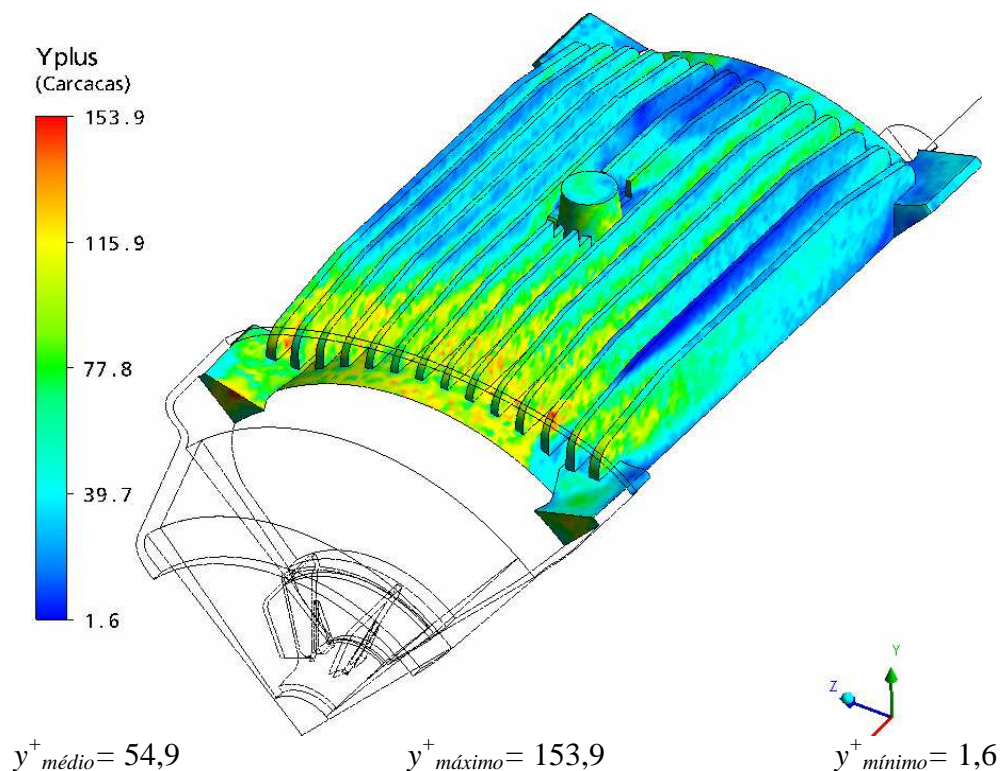 Yplus
(Carcacas)
153.9
115.9
77.8
39.7
1.6
Y
Z
y⁺médio= 54,9 y⁺máximo= 153,9 y⁺mínimo= 1,6